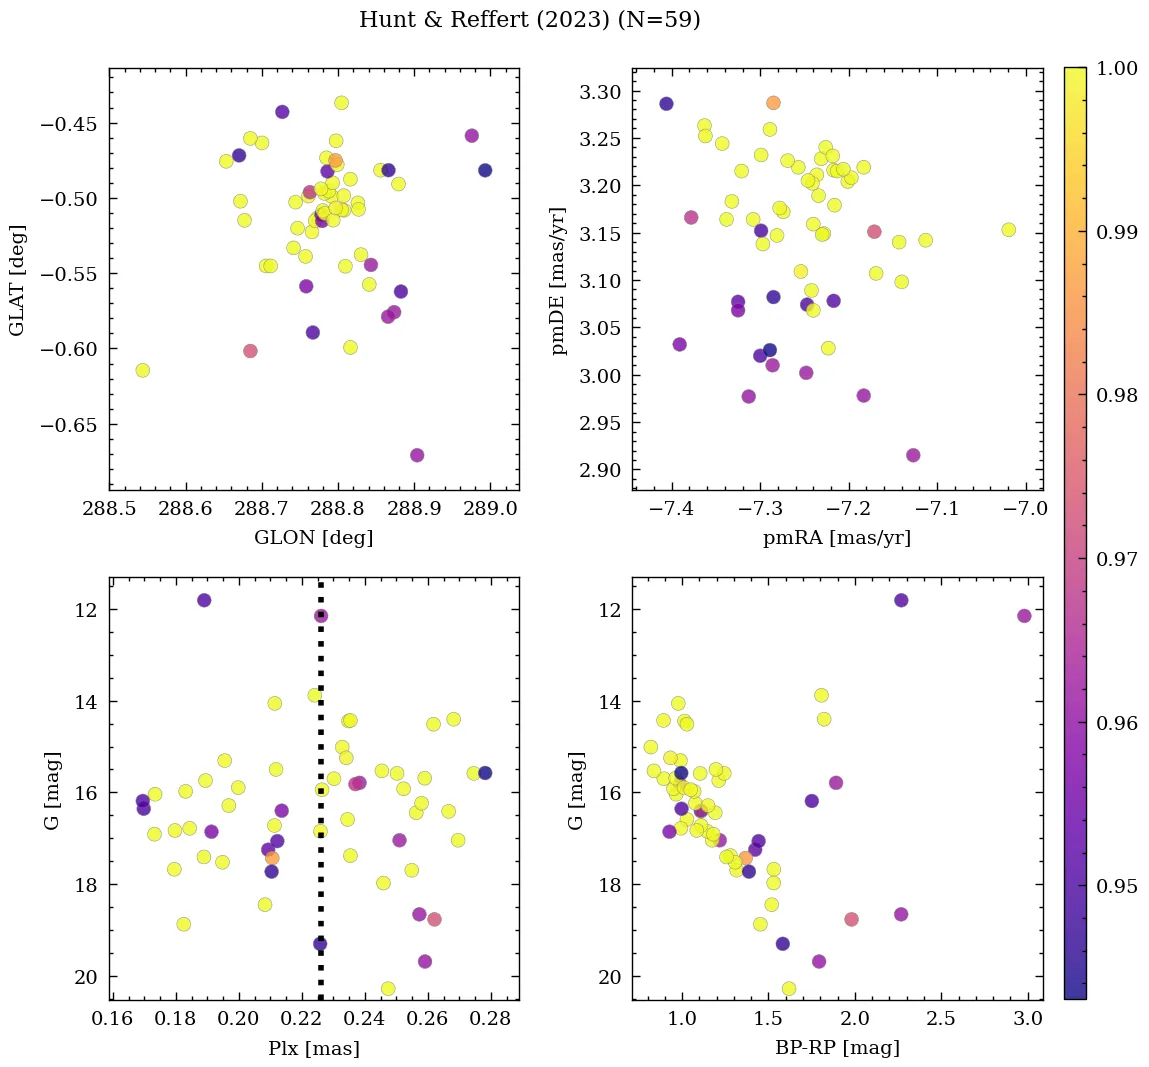 Hunt & Reffert (2023) (N=59)
−0.45
−0.50
−0.55
−0.60
−0.65
GLAT [deg]
288.5 288.6 288.7 288.8 288.9 289.0
GLON [deg]
3.30
3.25
3.20
3.15
3.10
3.05
3.00
2.95
2.90
pmDE [mas/yr]
−7.4 −7.3 −7.2 −7.1 −7.0
pmRA [mas/yr]
12
14
16
18
20
G [mag]
0.16 0.18 0.20 0.22 0.24 0.26 0.28
Plx [mas]
12
14
16
18
20
G [mag]
1.0 1.5 2.0 2.5 3.0
BP-RP [mag]
1.00
0.99
0.98
0.97
0.96
0.95